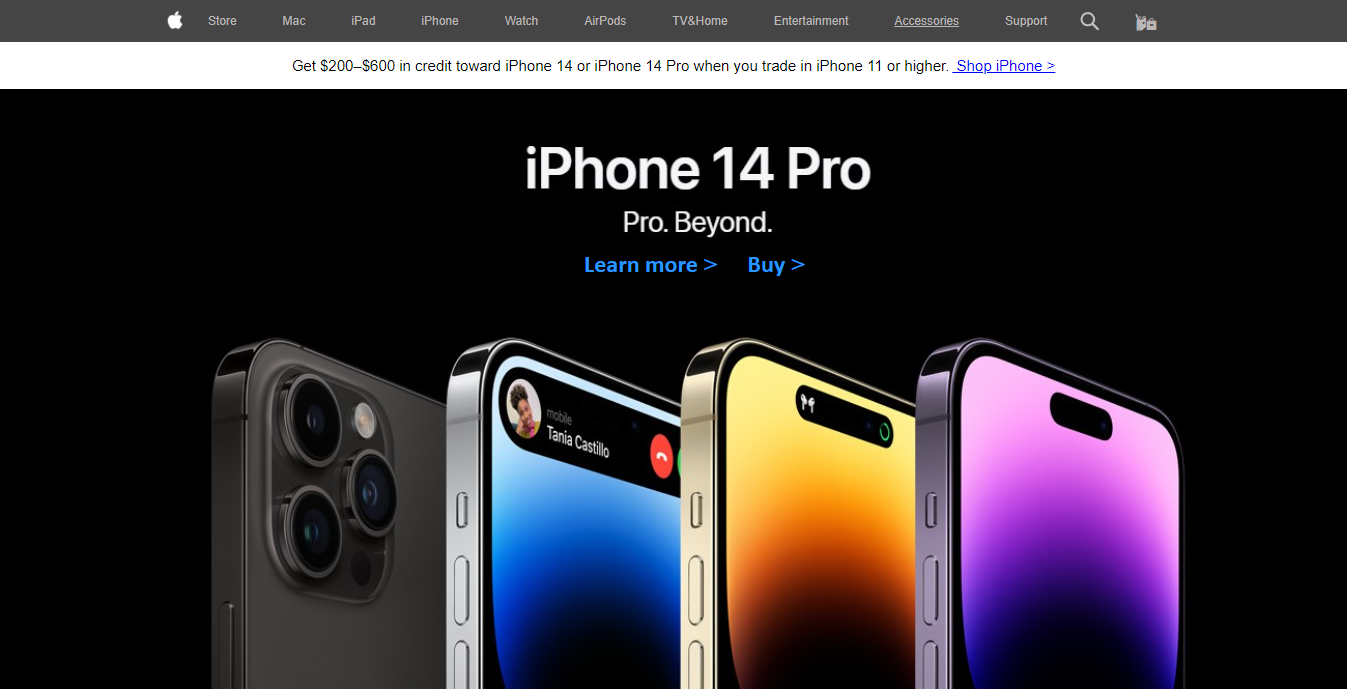 Store Mac iPad iPhone Watch AirPods TV&Home Entertainment Accessories Support
Get $200–$600 in credit toward iPhone 14 or iPhone 14 Pro when you trade in iPhone 11 or higher. Shop iPhone >
iPhone 14 Pro
Pro. Beyond.
Learn more > Buy >
mobile
Tania Castillo